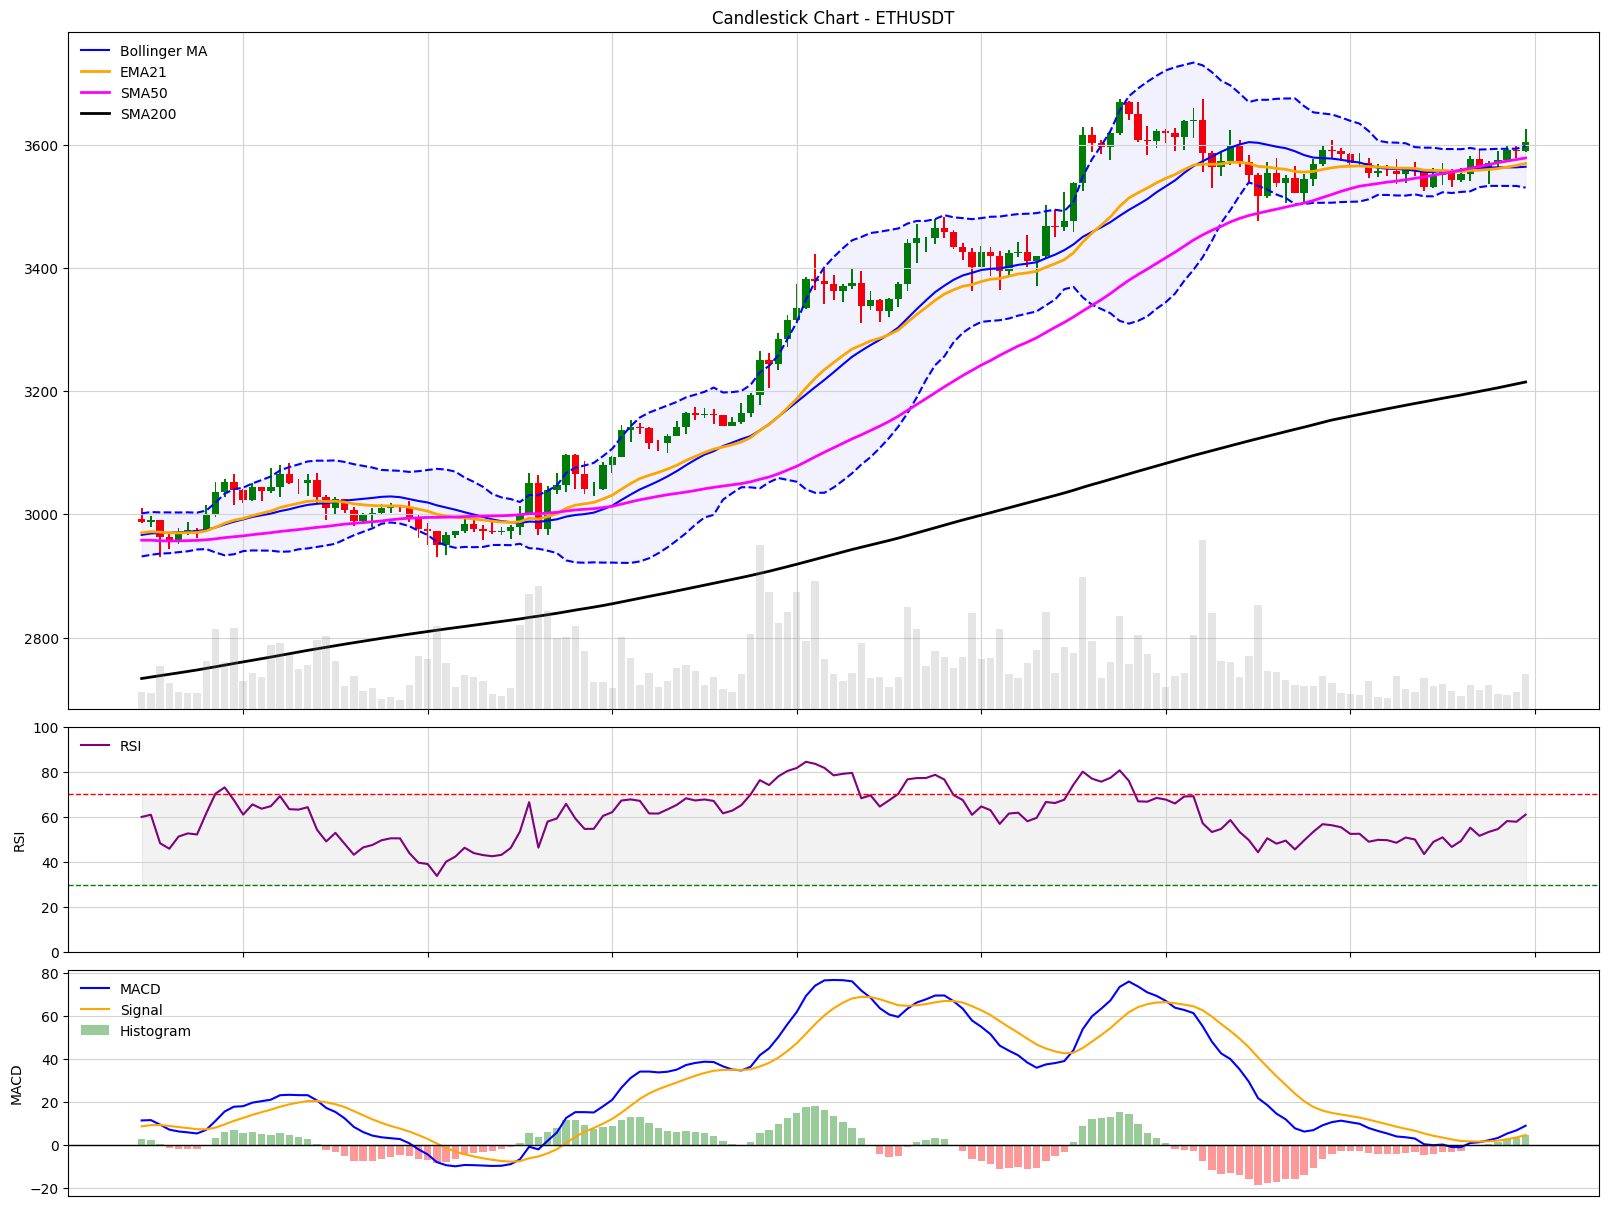 Candlestick Chart - ETHUSDT
Bollinger MA
EMA21
SMA50
SMA200
3600
3400
3200
3000
2800
RSI
100
80
60
40
20
0
RSI
MACD
Signal
Histogram
80
60
40
20
0
−20
MACD